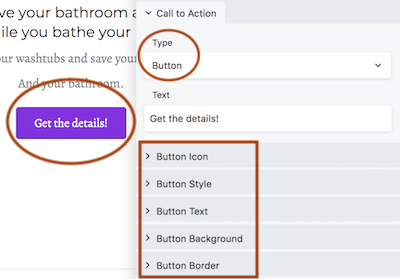 ve your bathroom a
ile you bathe your
our washtubs and save your
And your bathroom.
Get the details!
Call to Action
Type
Button
Text
Get the details!
Button Icon
Button Style
Button Text
Button Background
Button Border